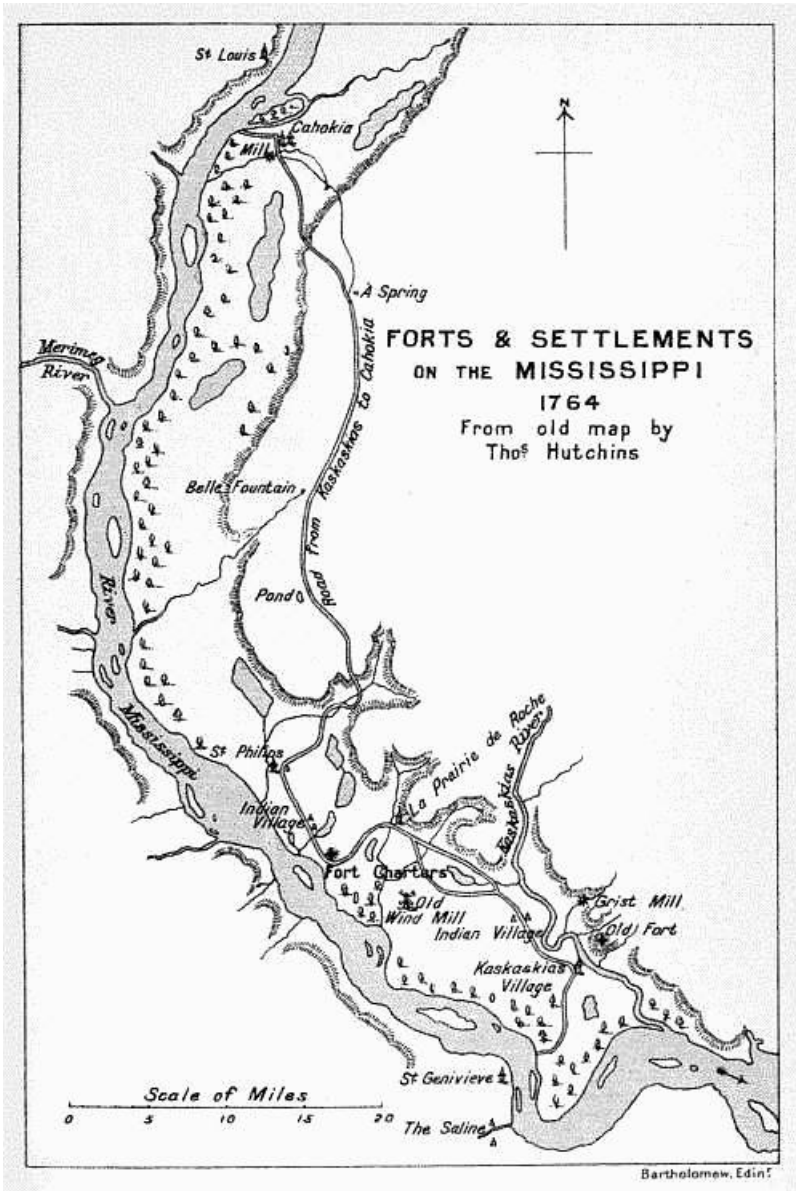 St Louis
N
Cahokia
Mill
A Spring
FORTS & SETTLEMENTS
ON THE MISSISSIPPI
1764
From old map by
Thos Hutchins
Merimeg
River
Road from Kaskaskias to Cahokia
Belle Fountain
Pond
River
Mississippi
St Philips
La Prairie de Roche
Kaskaskias
River
Indian
Village
Fort Charters
Old
Wind Mill
Grist Mill
Indian Village
Old Fort
Kaskaskias
Village
St Genivieve
Scale of Miles
0 5 10 15 20
The Saline
Bartholomew, Edinr